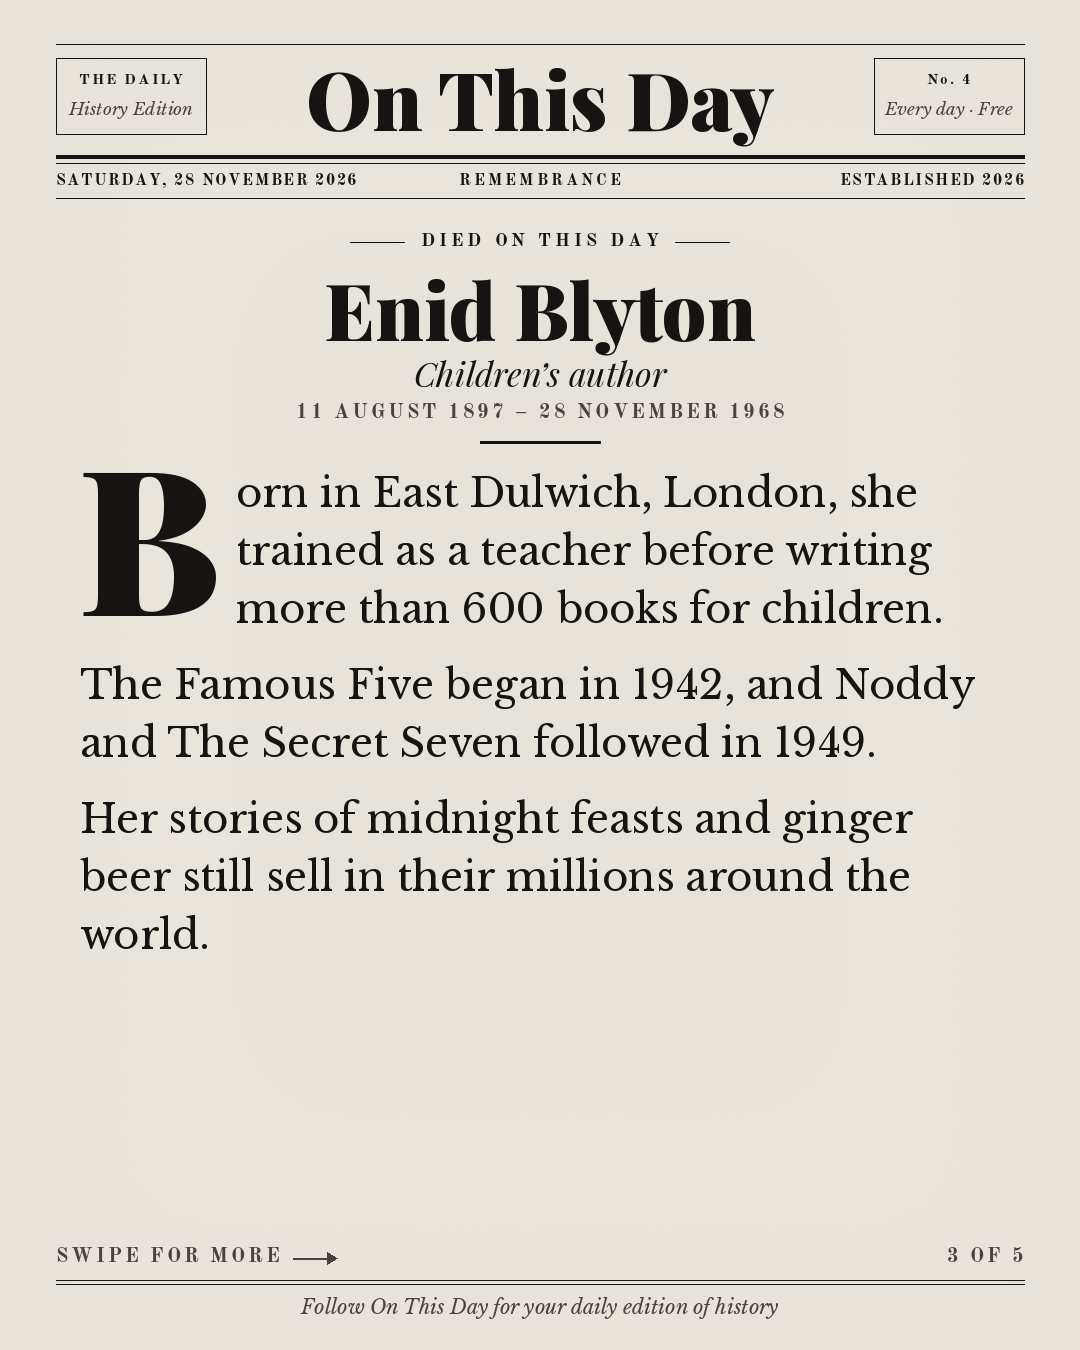 THE DAILY
History Edition
On This Day
No. 4
Every day · Free
SATURDAY, 28 NOVEMBER 2026
REMEMBRANCE
ESTABLISHED 2026
DIED ON THIS DAY
Enid Blyton
Children’s author
11 AUGUST 1897 – 28 NOVEMBER 1968
Born in East Dulwich, London, she
trained as a teacher before writing
more than 600 books for children.
The Famous Five began in 1942, and Noddy
and The Secret Seven followed in 1949.
Her stories of midnight feasts and ginger
beer still sell in their millions around the
world.
SWIPE FOR MORE
3 OF 5
Follow On This Day for your daily edition of history